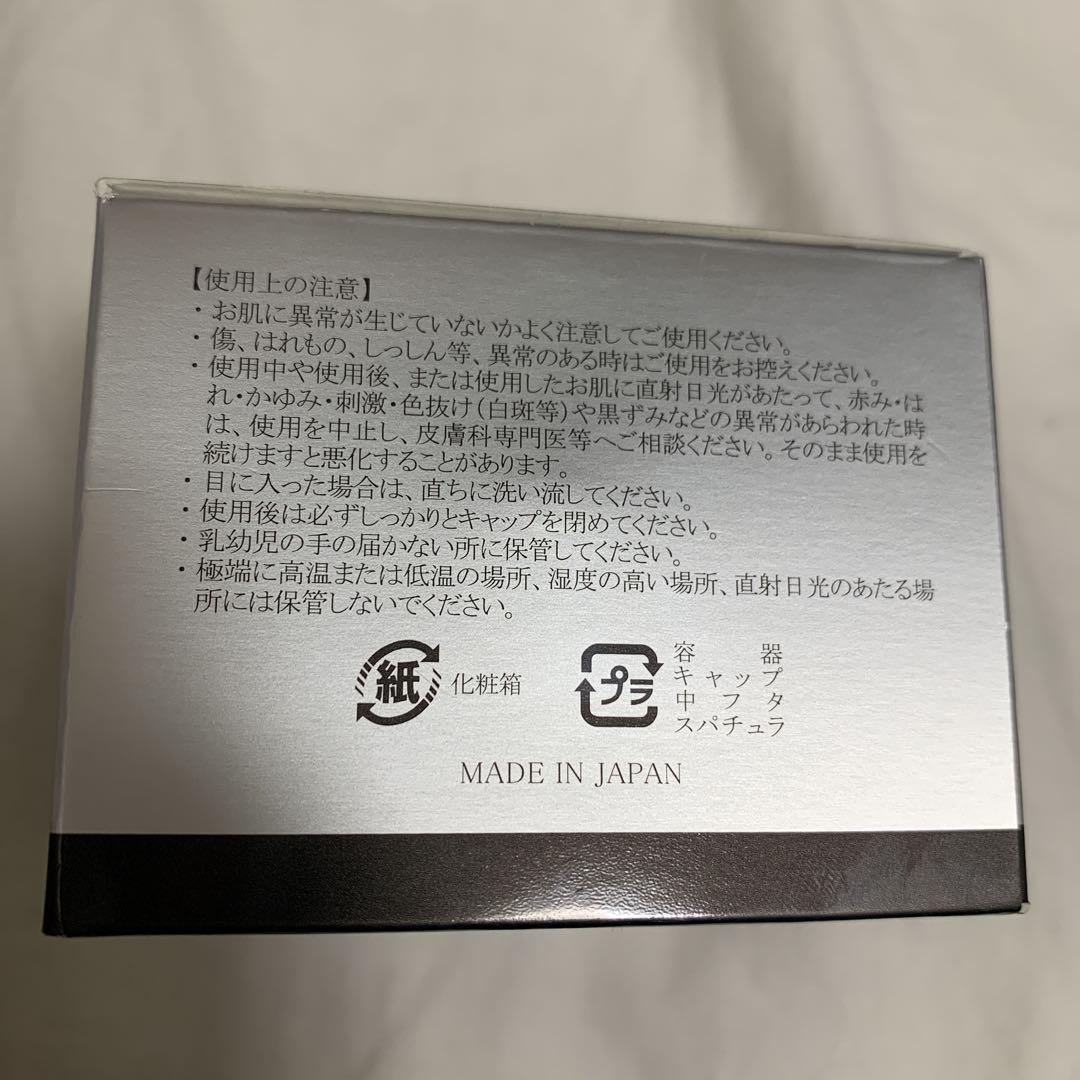 【使用上の注意】
・お肌に異常が生じていないかよく注意してご使用ください。
・傷、はれもの、しっしん等、異常のある時はご使用をお控えください。
・使用中や使用後、または使用したお肌に直射日光があたって、赤み・は
れ・かゆみ・刺激・色抜け（白斑等）や黒ずみなどの異常があらわれた時
は、使用を中止し、皮膚科専門医等へご相談ください。そのまま使用を
続けますと悪化することがあります。
・目に入った場合は、直ちに洗い流してください。
・使用後は必ずしっかりとキャップを閉めてください。
・乳幼児の手の届かない所に保管してください。
・極端に高温または低温の場所、湿度の高い場所、直射日光のあたる場
所には保管しないでください。
紙 化粧箱
プラ 容器
キャップ
中フタ
スパチュラ
MADE IN JAPAN